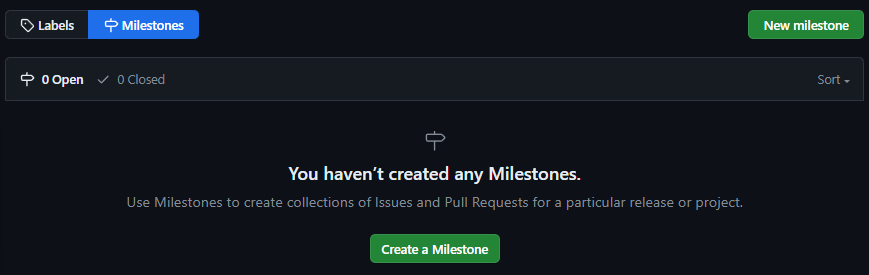 Labels Milestones New milestone
0 Open 0 Closed Sort
You haven’t created any Milestones.
Use Milestones to create collections of Issues and Pull Requests for a particular release or project.
Create a Milestone